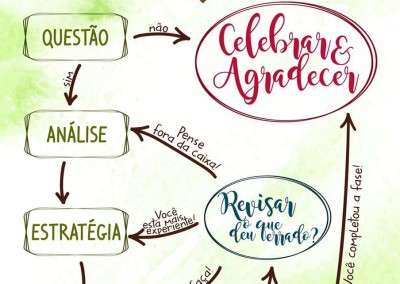 QUESTÃO
não
Celebrar &
Agradecer
sim
ANÁLISE
Pense
fora da caixa!
ESTRATÉGIA
Você
está mais
experiente!
Revisar
o que
deu errado?
Você completou a fase!